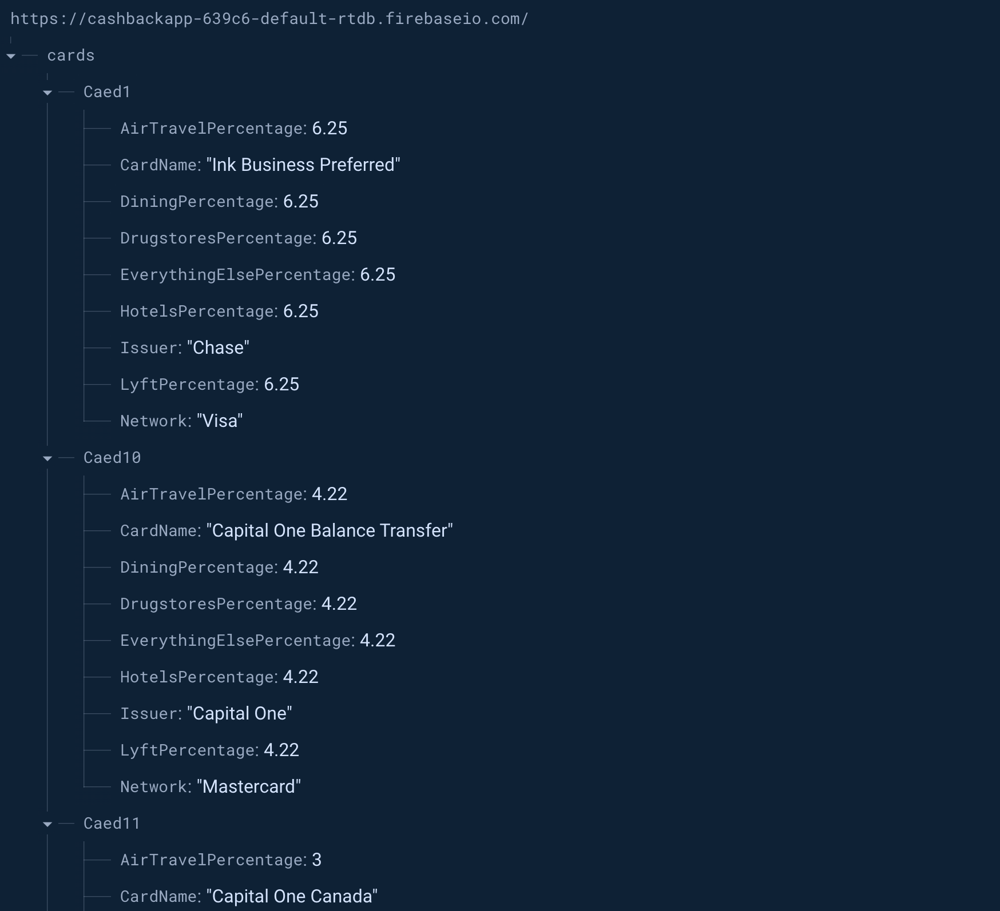 https://cashbackapp-639c6-default-rtdb.firebaseio.com/
cards
Caed1
AirTravelPercentage: 6.25
CardName: "Ink Business Preferred"
DiningPercentage: 6.25
DrugstoresPercentage: 6.25
EverythingElsePercentage: 6.25
HotelsPercentage: 6.25
Issuer: "Chase"
LyftPercentage: 6.25
Network: "Visa"
Caed10
AirTravelPercentage: 4.22
CardName: "Capital One Balance Transfer"
DiningPercentage: 4.22
DrugstoresPercentage: 4.22
EverythingElsePercentage: 4.22
HotelsPercentage: 4.22
Issuer: "Capital One"
LyftPercentage: 4.22
Network: "Mastercard"
Caed11
AirTravelPercentage: 3
CardName: "Capital One Canada"